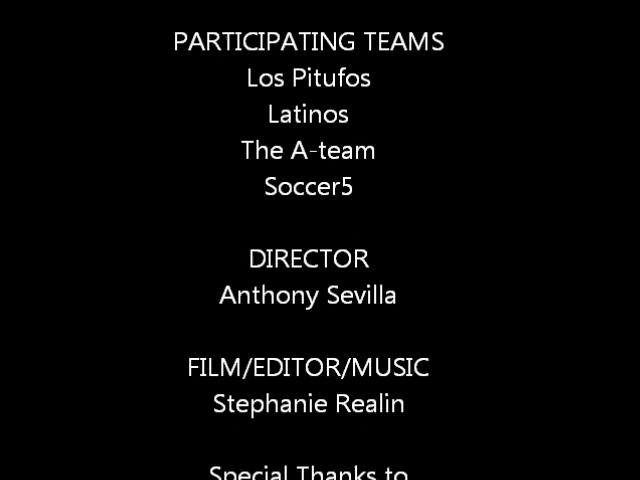 PARTICIPATING TEAMS
Los Pitufos
Latinos
The A-team
Soccer5
DIRECTOR
Anthony Sevilla
FILM/EDITOR/MUSIC
Stephanie Realin
Special Thanks to